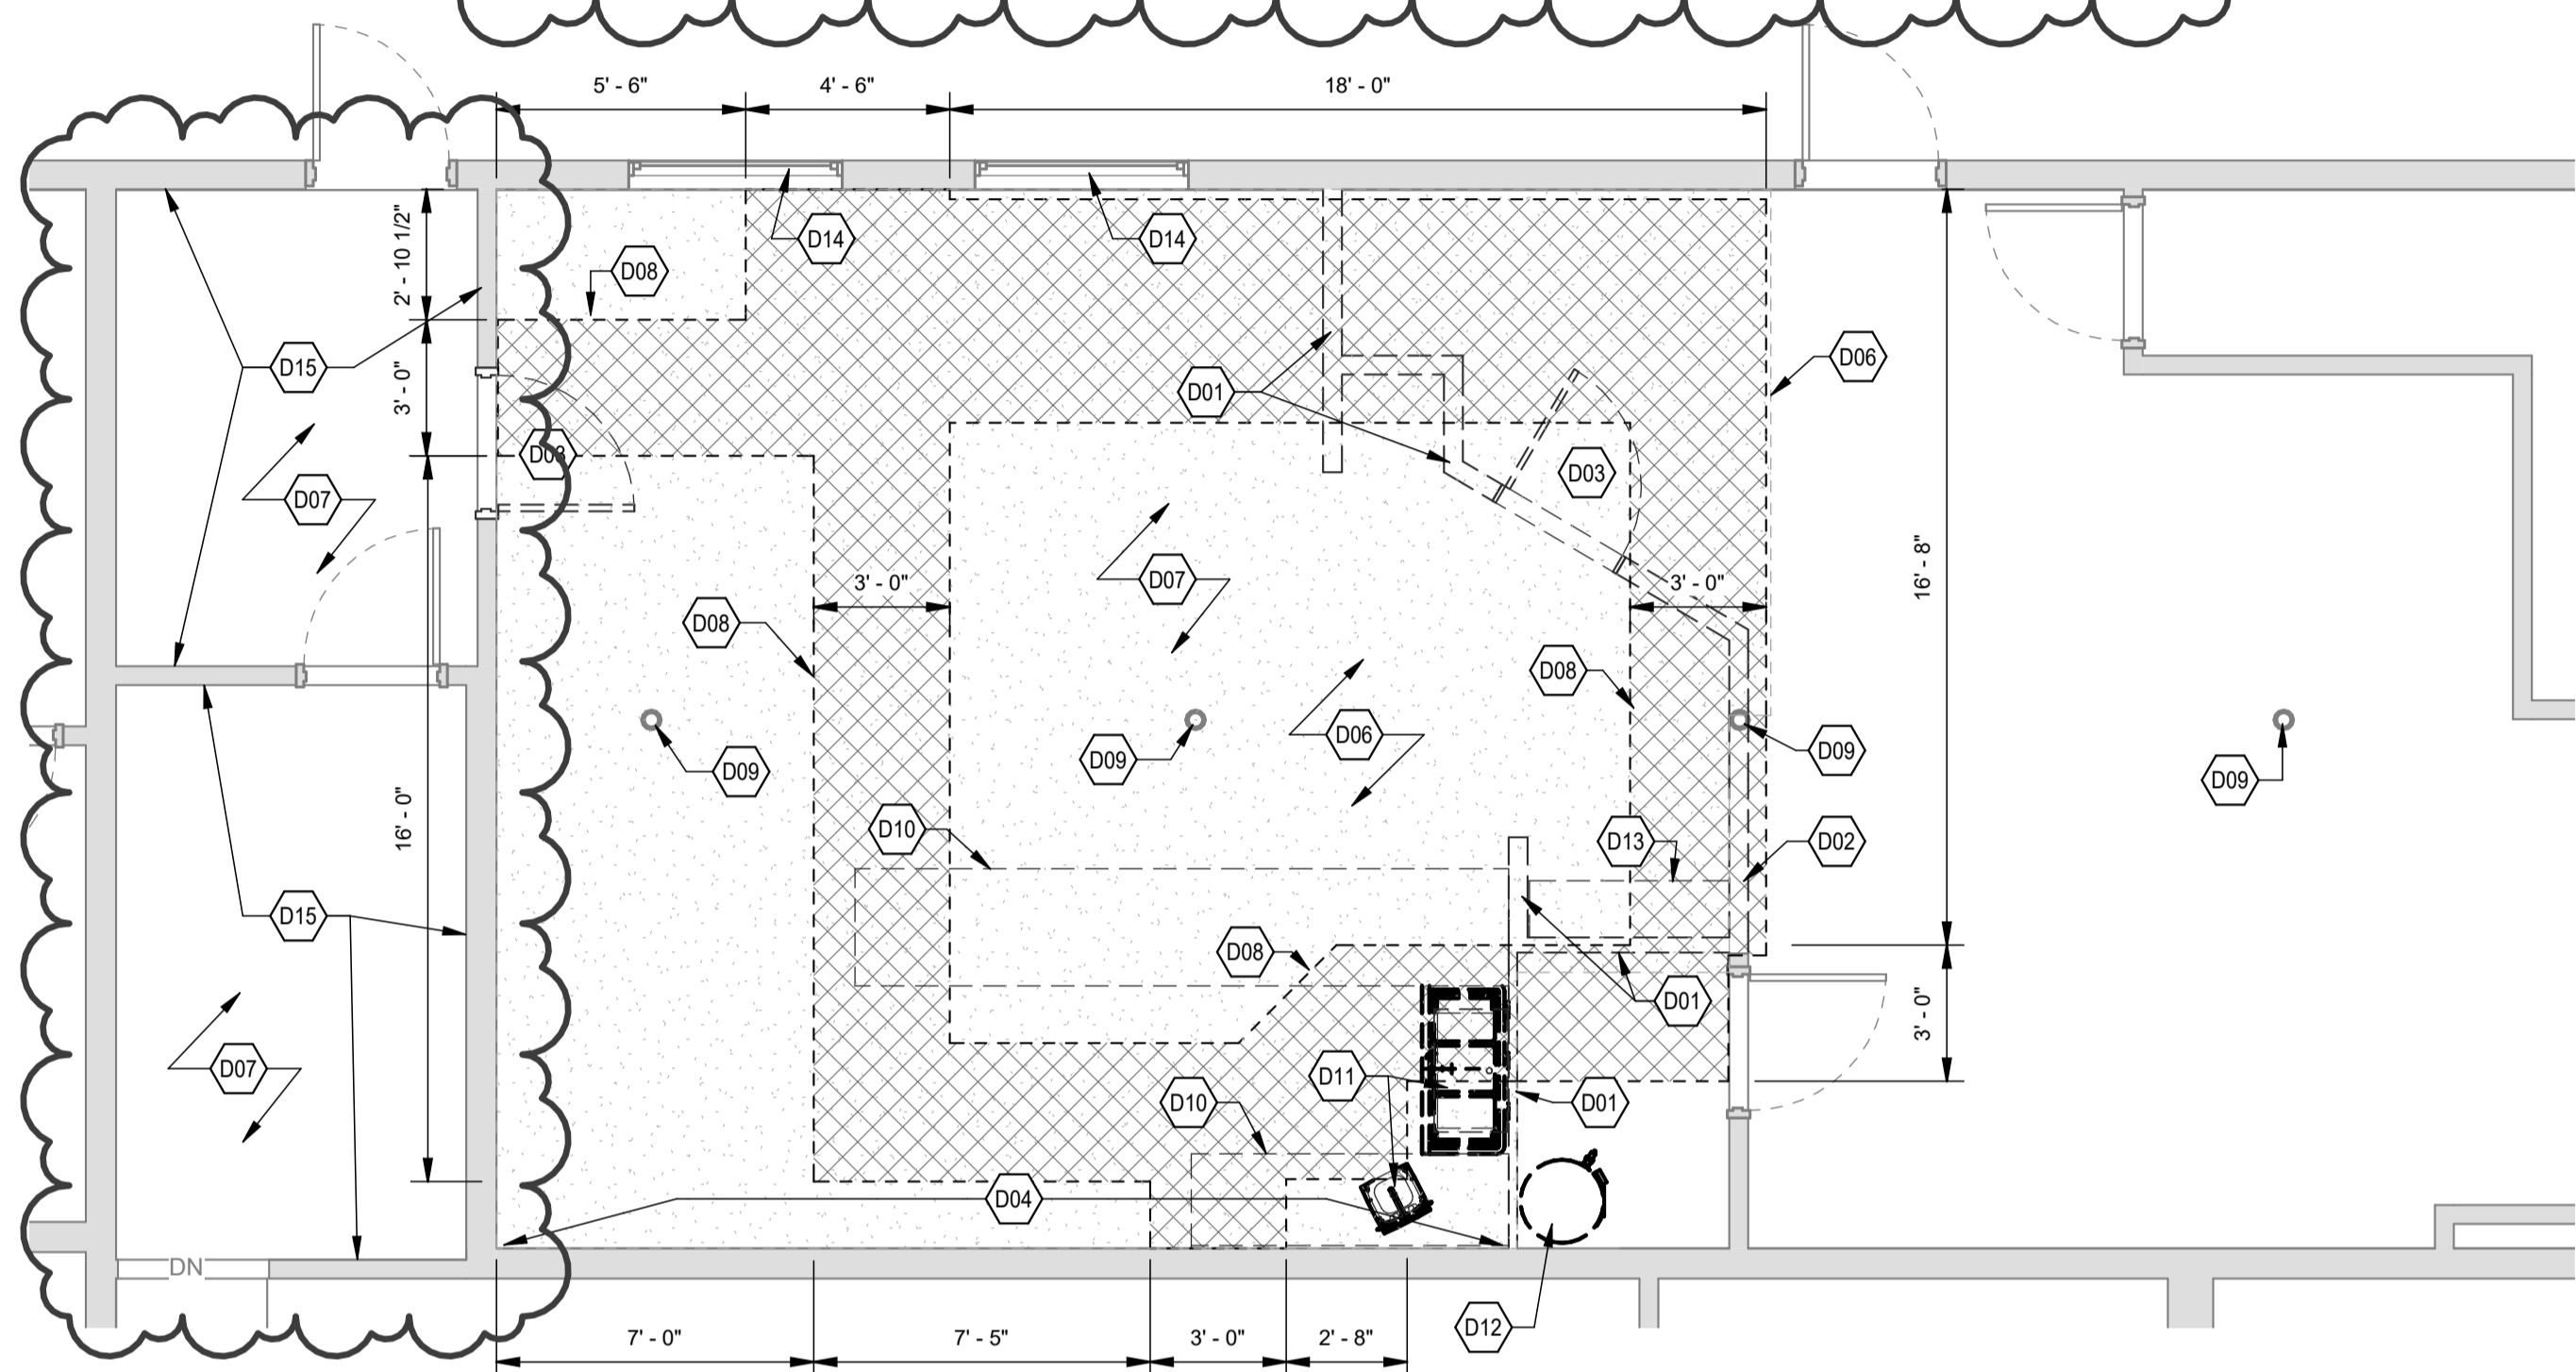 5' - 6"
4' - 6"
18' - 0"
2' - 10 1/2"
D14
D14
D08
D15
D06
3' - 0"
D01
D03
D03
D07
16' - 8"
D07
3' - 0"
3' - 0"
D08
D08
D06
D09
D09
D09
D09
16' - 0"
D10
D13
D02
D15
D08
D01
3' - 0"
D07
D11
D10
D01
D04
DN
D12
7' - 0"
7' - 5"
3' - 0"
2' - 8"